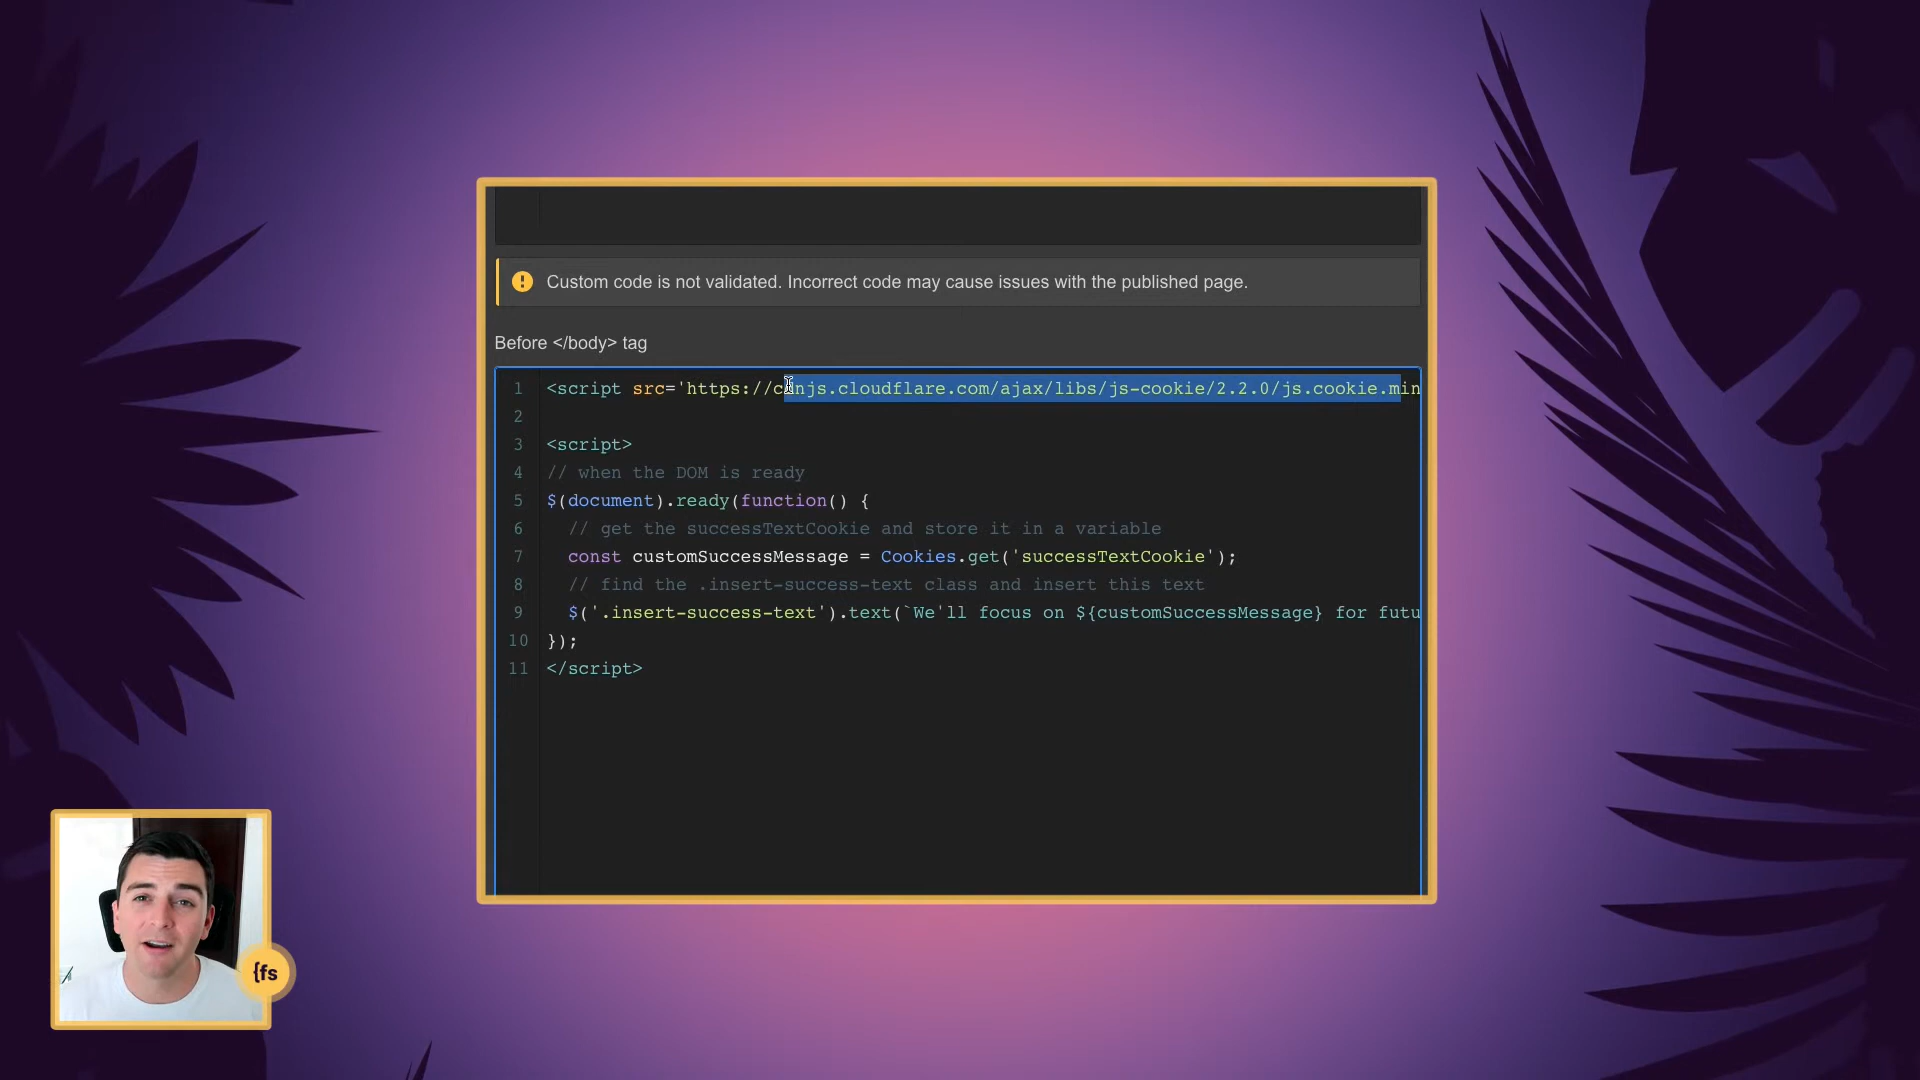 Custom code is not validated. Incorrect code may cause issues with the published page.
Before </body> tag
1 <script src='https://cdnjs.cloudflare.com/ajax/libs/js-cookie/2.2.0/js.cookie.min
2
3 <script>
4 // when the DOM is ready
5 $(document).ready(function() {
6 // get the successTextCookie and store it in a variable
7 const customSuccessMessage = Cookies.get('successTextCookie');
8 // find the .insert-success-text class and insert this text
9 $('.insert-success-text').text(`We'll focus on ${customSuccessMessage} for futu
10 });
11 </script>
{fs